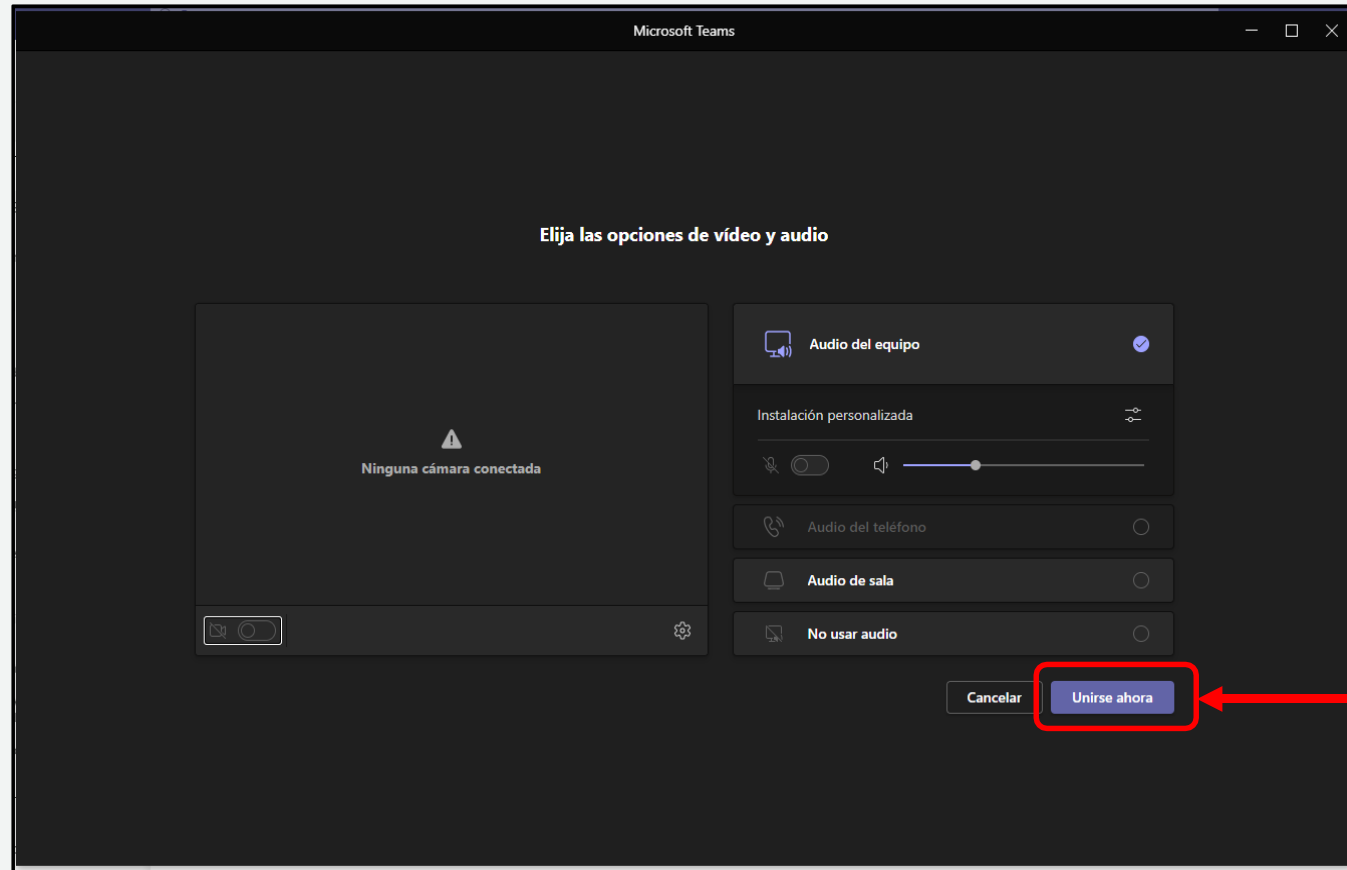 Microsoft Teams
Elija las opciones de vídeo y audio
Ninguna cámara conectada
Audio del equipo
Instalación personalizada
Audio del teléfono
Audio de sala
No usar audio
Cancelar
Unirse ahora